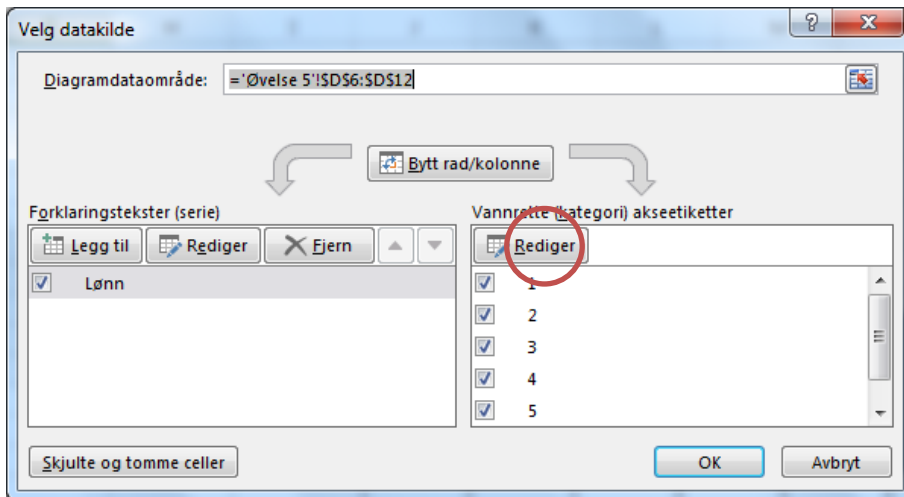 Velg datakilde
Diagramdataområde: ='Øvelse 5'!$D$6:$D$12
Bytt rad/kolonne
Forklaringstekster (serie)
Vannrette (kategori) akseetiketter
Legg til Rediger Fjern
Rediger
Lønn
1
2
3
4
5
Skjulte og tomme celler
OK Avbryt